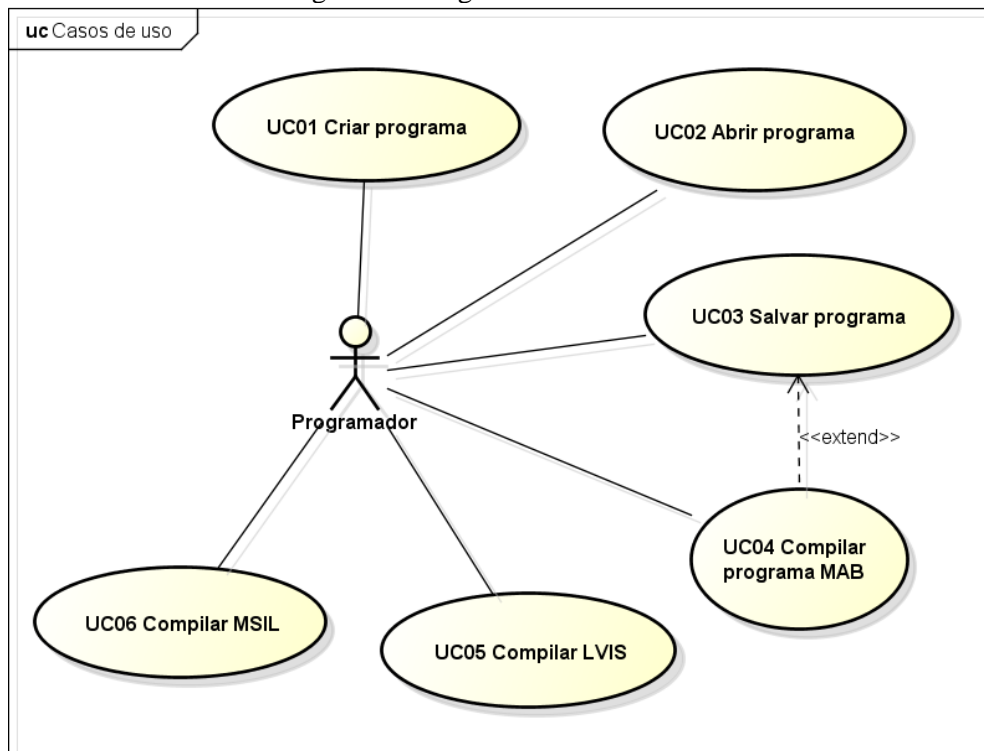 uc Casos de uso
UC01 Criar programa
UC02 Abrir programa
UC03 Salvar programa
Programador
<<extend>>
UC04 Compilar
programa MAB
UC06 Compilar MSIL
UC05 Compilar LVIS